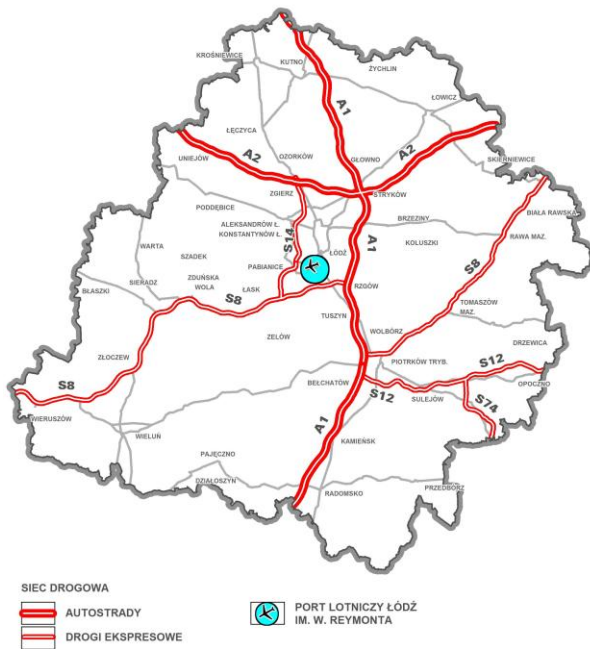 KROŚNIEWICE
KUTNO
ŻYCHLIN
A1
ŁOWICZ
ŁĘCZYCA
UNIEJÓW
A2
OZORKÓW
GŁOWNO
A2
SKIERNIEWICE
ZGIERZ
STRYKÓW
PODDĘBICE
ALEKSANDRÓW Ł.
KONSTANTYNÓW Ł.
BRZEZINY
BIAŁA RAWSKA
WARTA
SZADEK
S14
ŁÓDŹ
A1
KOLUSZKI
RAWA MAZ.
PABIANICE
S8
BŁASZKI
SIERADZ
ZDUŃSKA
WOLA
ŁASK
RZGÓW
S8
TUSZYN
TOMASZÓW
MAZ.
ZŁOCZEW
ZELÓW
WOLBÓRZ
DRZEWICA
PIOTRKÓW TRYB.
S12
S8
BEŁCHATÓW
S12
SULEJÓW
OPOCZNO
S74
WIERUSZÓW
WIELUŃ
A1
KAMIEŃSK
PAJĘCZNO
DZIAŁOSZYN
RADOMSKO
PRZEDBÓRZ
SIEC DROGOWA
AUTOSTRADY
DROGI EKSPRESOWE
PORT LOTNICZY ŁÓDŹ
IM. W. REYMONTA